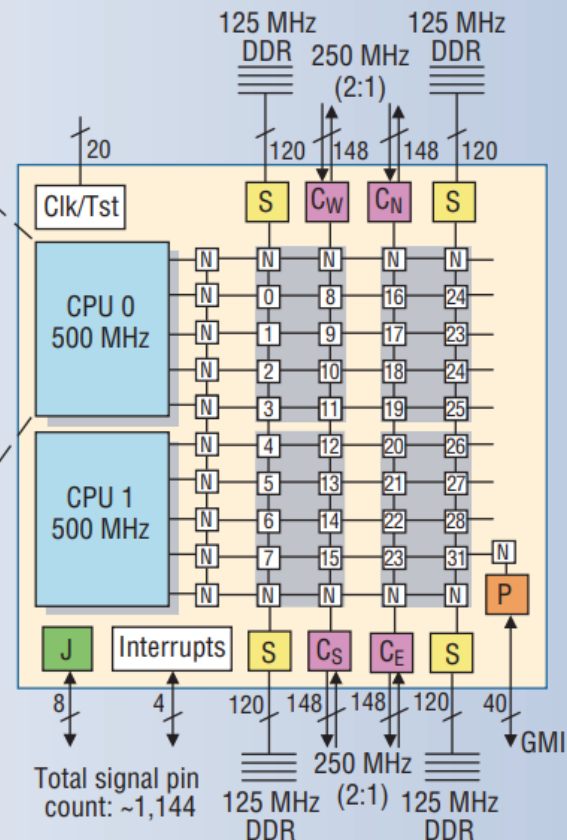 125 MHz
DDR
250 MHz
(2:1)
125 MHz
DDR
20
120
148
148
120
Clk/Tst
S
CW
CN
S
N N N N N
CPU 0
500 MHz
N 0 8 16 24
N 1 9 17 23
N 2 10 18 24
N 3 11 19 25
CPU 1
500 MHz
N 4 12 20 26
N 5 13 21 27
N 6 14 22 28
N 7 15 23 31 N
N N N N N
P
J
Interrupts
S
CS
CE
S
8
4
120
148
148
120
40
GMI
Total signal pin
count: ~1,144
125 MHz
DDR
250 MHz
(2:1)
125 MHz
DDR